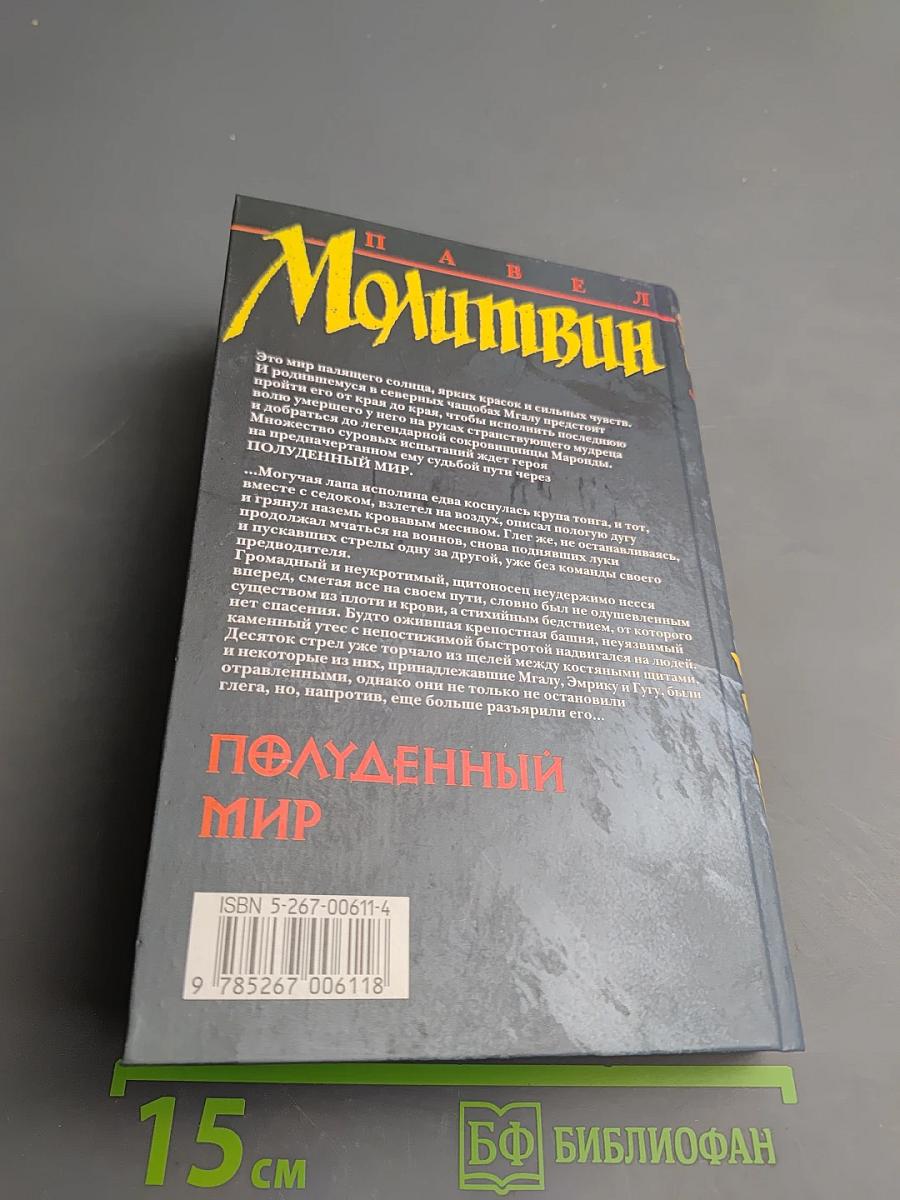 ПАВЕЛ
Молитвин
Это мир палящего солнца, ярких красок и сильных чувств.
И родившемуся в северных чащобах Мгалу предстоит
пройти его от края до края, чтобы исполнить последнюю
волю умершего у него на руках странствующего мудреца
и добраться до легендарной сокровищницы Маронды.
Множество суровых испытаний ждет героя
на предначертанном ему судьбой пути через
ПОЛУДЕННЫЙ МИР.
...Могучая лапа исполина едва коснулась крупа тонга, и тот,
вместе с седоком, взлетел на воздух, описал пологую дугу
и грянул наземь кровавым месивом. Глег же, не останавливаясь,
продолжал мчаться на воинов, снова поднявших луки
и пускавших стрелы одну за другой, уже без команды своего
предводителя.
Громадный и неукротимый, щитоносец неудержимо несся
вперед, сметая все на своем пути, словно был не одушевленным
существом из плоти и крови, а стихийным бедствием, от которого
нет спасения. Будто ожившая крепостная башня, неуязвимый
каменный утес с непостижимой быстротой надвигался на людей.
Десяток стрел уже торчало из щелей между костяными щитами,
и некоторые из них, принадлежавшие Мгалу, Эмрику и Гугу, были
отравленными, однако они не только не остановили
глега, но, напротив, еще больше разъярили его...
ПОЛУДЕННЫЙ
МИР
ISBN 5-267-00611-4
9 785267 006118
15 см
БФ БИБЛИОФАН